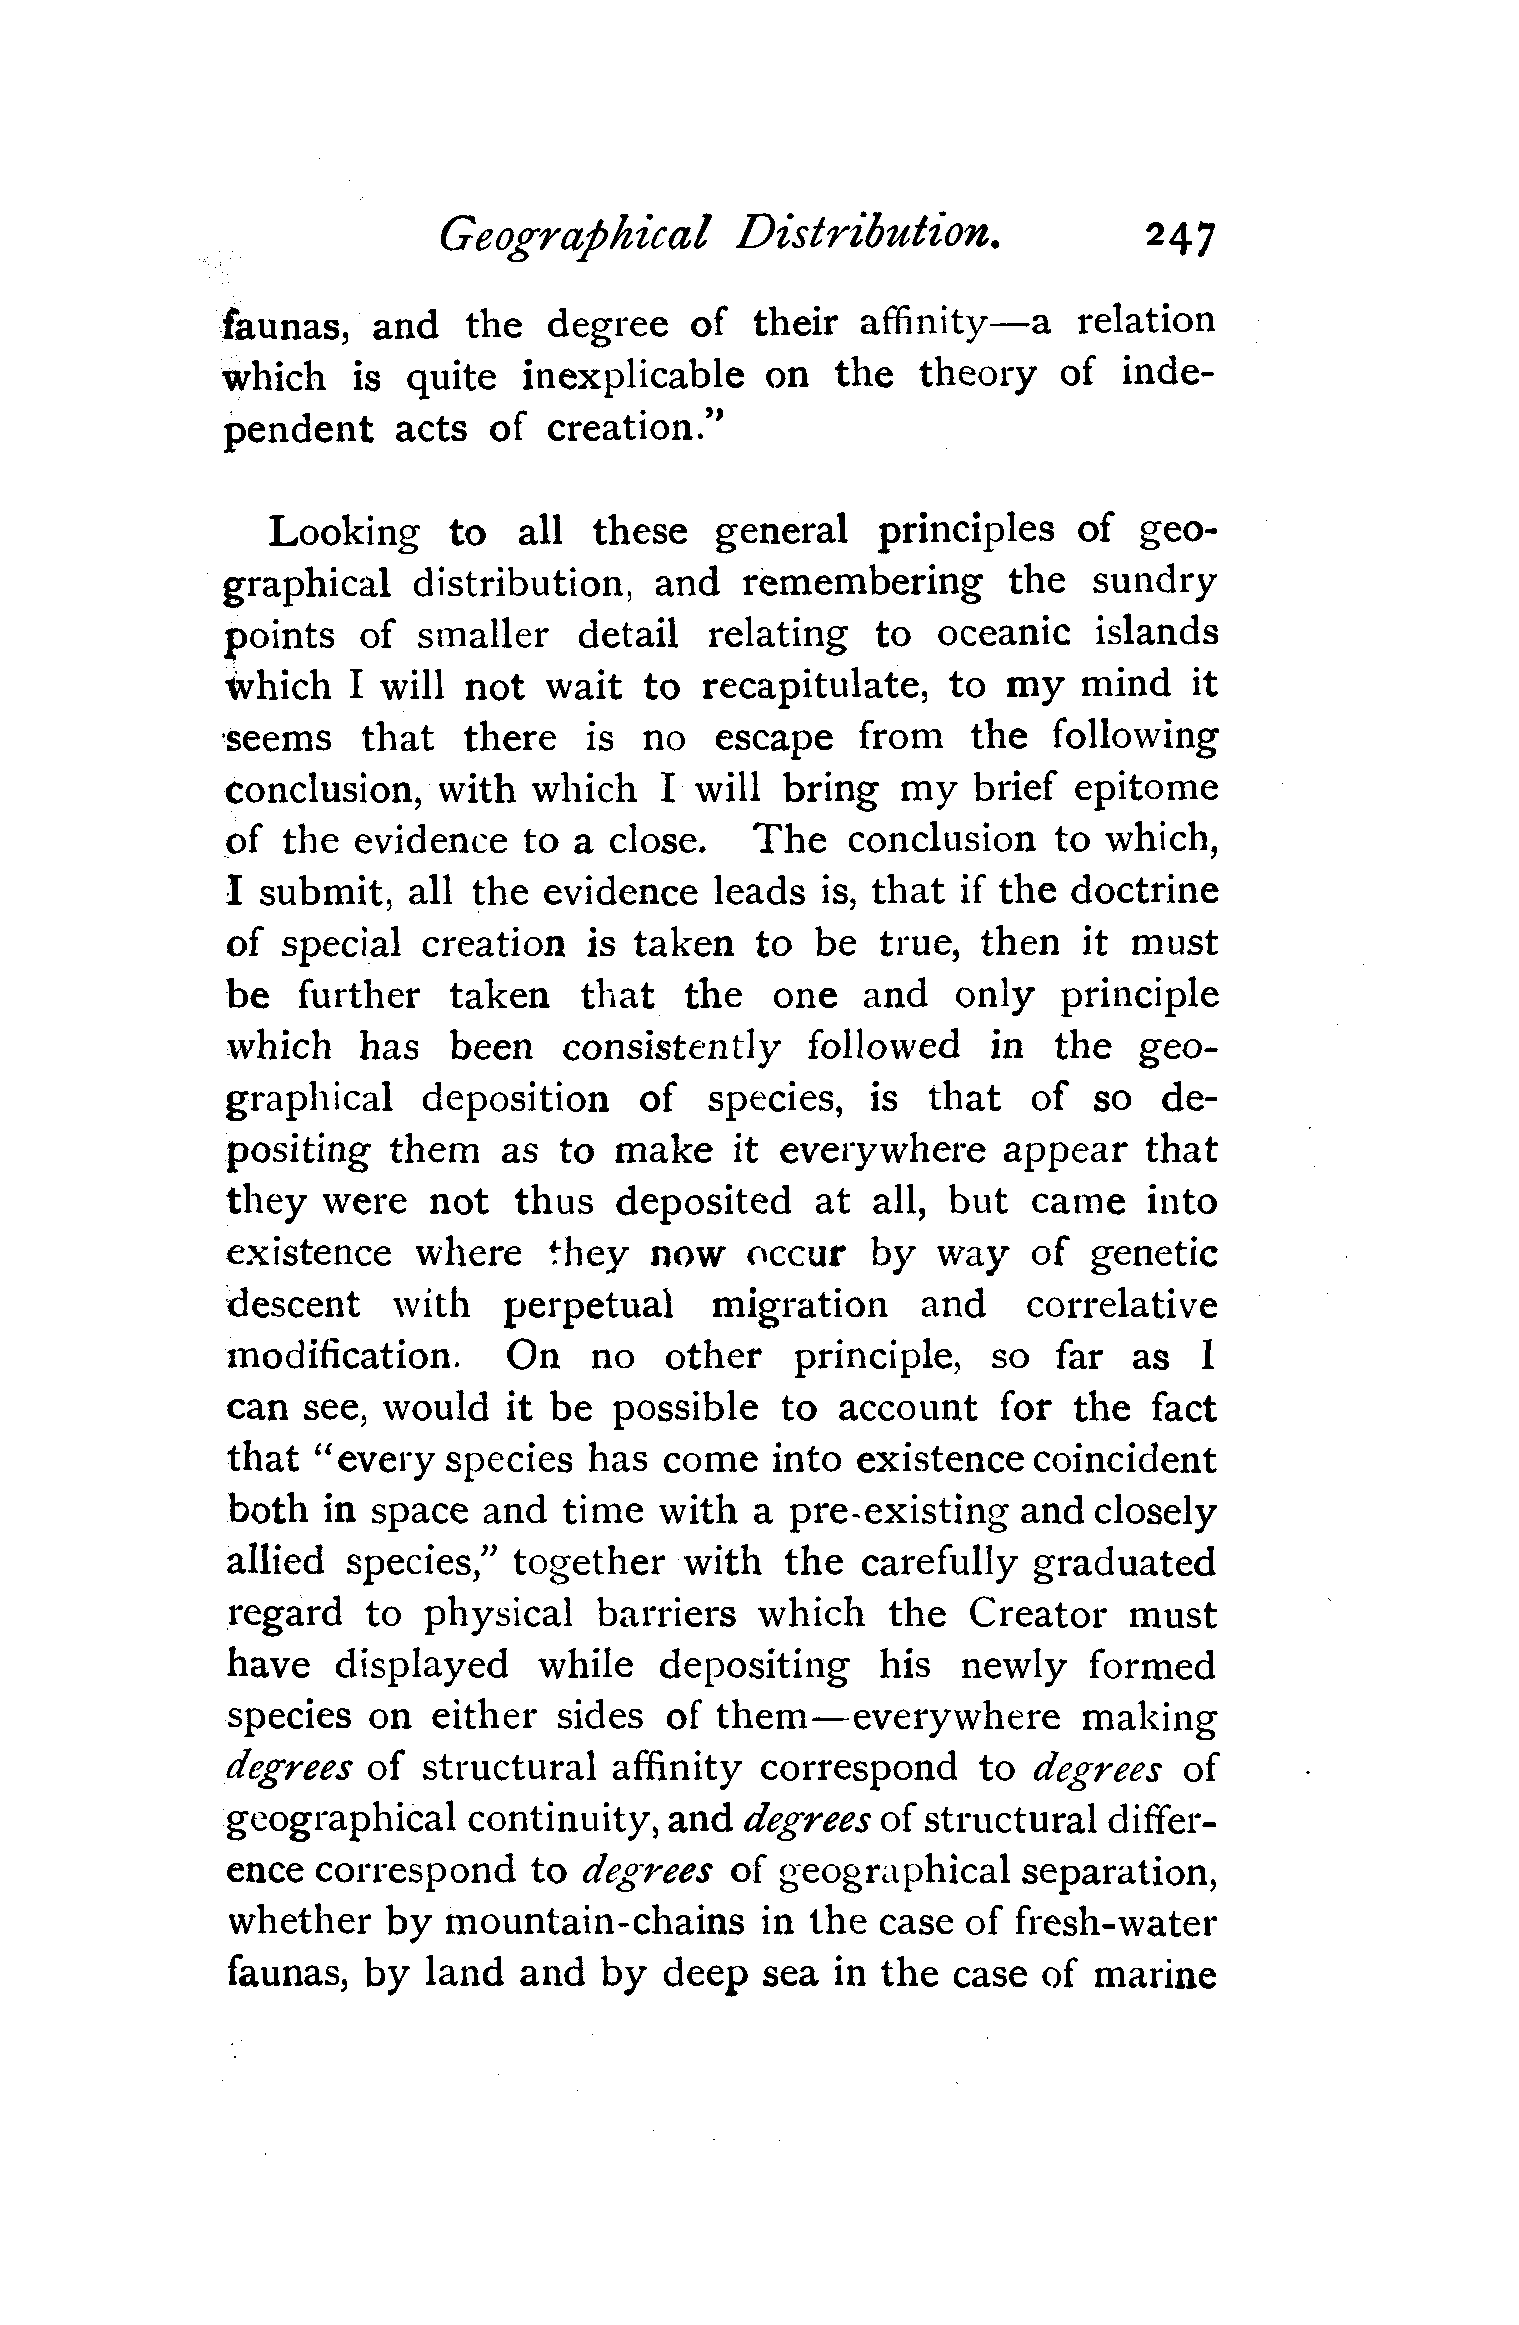 Geographical Distribution. 247
faunas, and the degree of their affinity—a relation
which is quite inexplicable on the theory of inde-
pendent acts of creation.”
Looking to all these general principles of geo-
graphical distribution, and remembering the sundry
points of smaller detail relating to oceanic islands
which I will not wait to recapitulate, to my mind it
seems that there is no escape from the following
conclusion, with which I will bring my brief epitome
of the evidence to a close. The conclusion to which,
I submit, all the evidence leads is, that if the doctrine
of special creation is taken to be true, then it must
be further taken that the one and only principle
which has been consistently followed in the geo-
graphical deposition of species, is that of so de-
positing them as to make it everywhere appear that
they were not thus deposited at all, but came into
existence where they now occur by way of genetic
descent with perpetual migration and correlative
modification. On no other principle, so far as I
can see, would it be possible to account for the fact
that “every species has come into existence coincident
both in space and time with a pre-existing and closely
allied species,” together with the carefully graduated
regard to physical barriers which the Creator must
have displayed while depositing his newly formed
species on either sides of them—everywhere making
degrees of structural affinity correspond to degrees of
geographical continuity, and degrees of structural differ-
ence correspond to degrees of geographical separation,
whether by mountain-chains in the case of fresh-water
faunas, by land and by deep sea in the case of marine